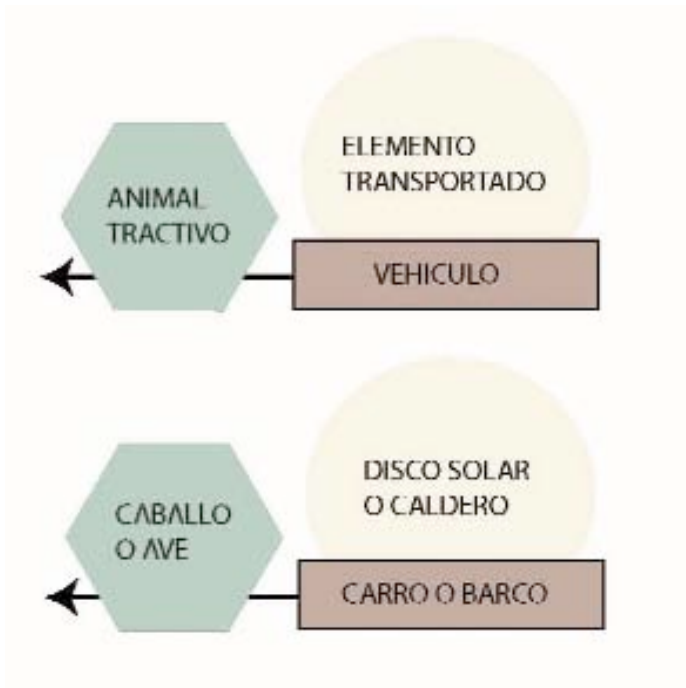 ELEMENTO
TRANSPORTADO
ANIMAL
TRACTIVO
VEHICULO
DISCO SOLAR
O CALDERO
CABALLO
O AVE
CARRO O BARCO